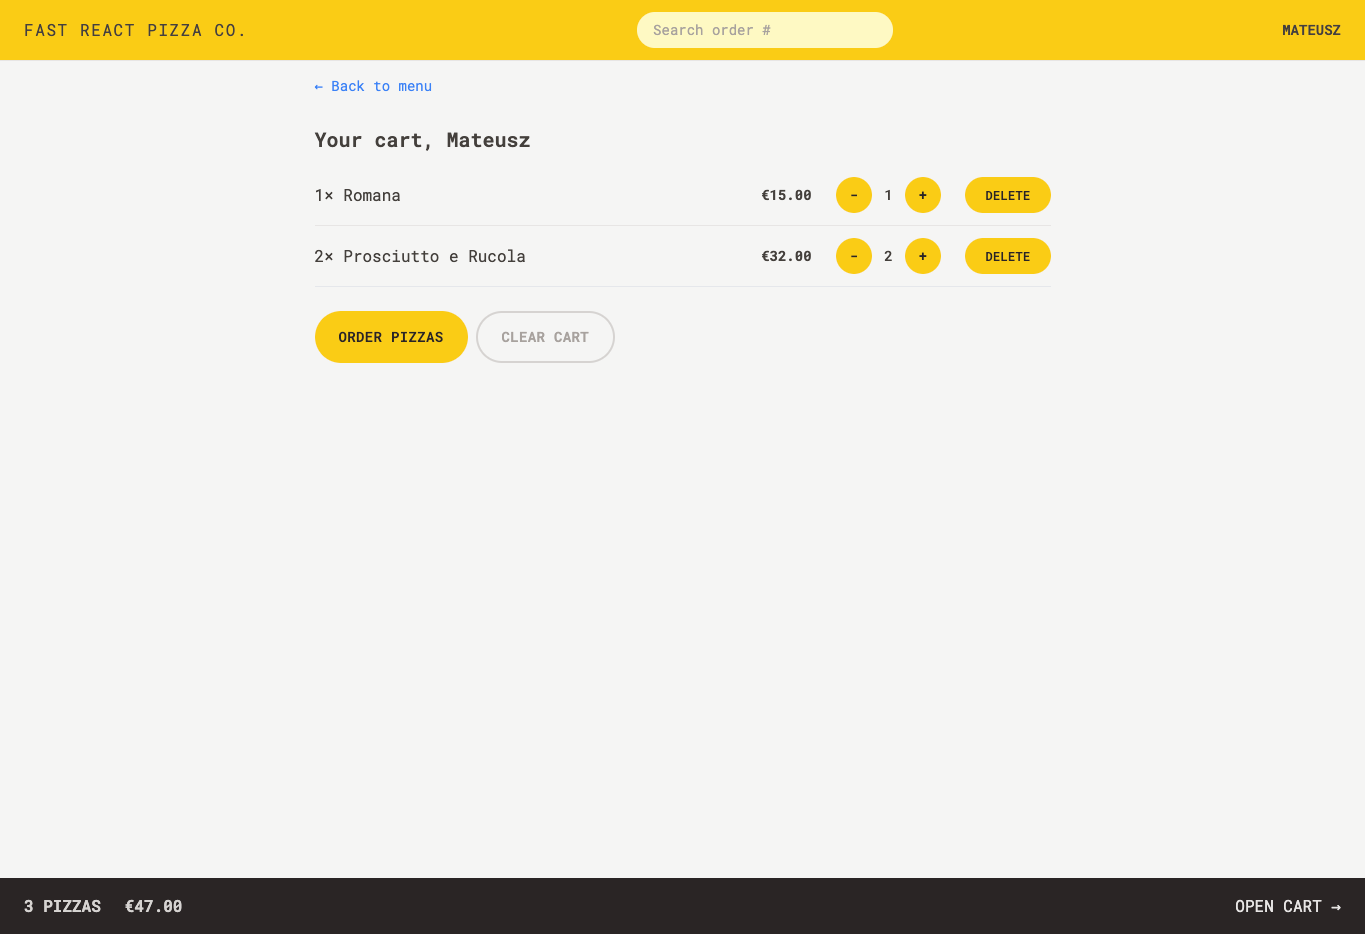 FAST REACT PIZZA CO. Search order # MATEUSZ
← Back to menu
Your cart, Mateusz
1× Romana €15.00 - 1 + DELETE
2× Prosciutto e Rucola €32.00 - 2 + DELETE
ORDER PIZZAS CLEAR CART
3 PIZZAS €47.00 OPEN CART →